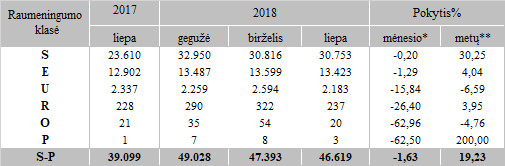 Raumeningumo klasė 2017 2018 Pokytis%
liepa gegužė birželis liepa mėnesio* metų**
S 23.610 32.950 30.816 30.753 -0,20 30,25
E 12.902 13.487 13.599 13.423 -1,29 4,04
U 2.337 2.259 2.594 2.183 -15,84 -6,59
R 228 290 322 237 -26,40 3,95
O 21 35 54 20 -62,96 -4,76
P 1 7 8 3 -62,50 200,00
S-P 39.099 49.028 47.393 46.619 -1,63 19,23